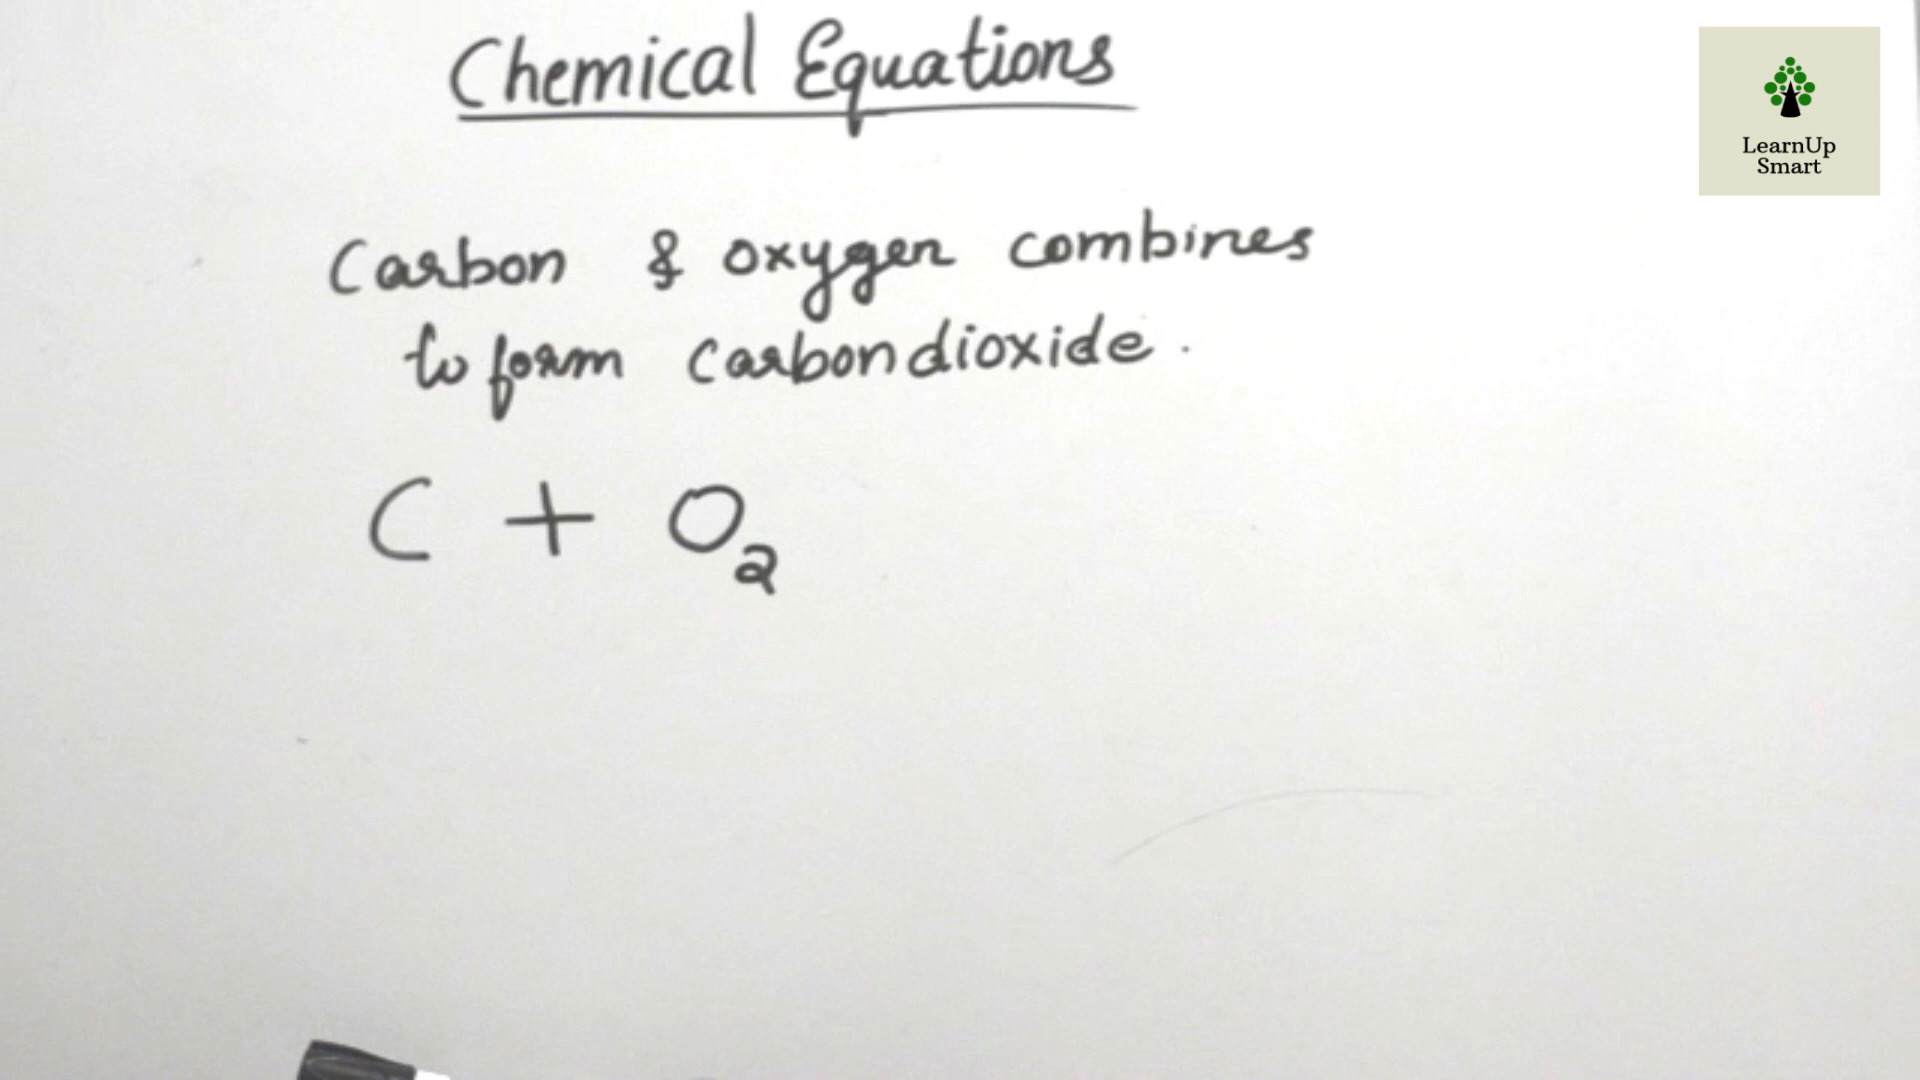 Chemical Equations
LearnUp
Smart
Carbon & oxygen combines
to form carbondioxide.
C + O₂